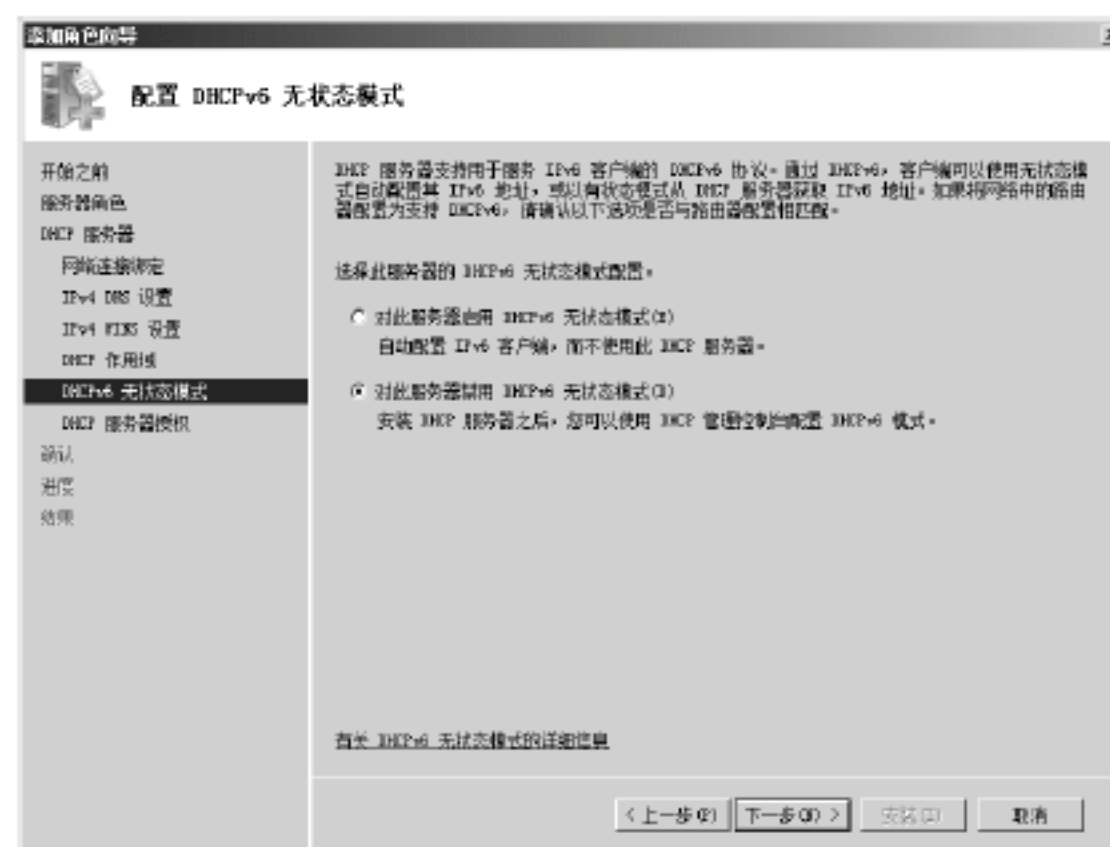 添加角色向导
配置 DHCPv6 无状态模式
开始之前
服务器角色
DHCP 服务器
网络连接绑定
IPv4 DNS 设置
IPv4 WINS 设置
DHCP 作用域
DHCPv6 无状态模式
DHCP 服务器授权
确认
进度
结果
DHCP 服务器支持用于服务 IPv6 客户端的 DHCPv6 协议。通过 DHCPv6，客户端可以使用无状态模
式自动配置其 IPv6 地址，或以有状态模式从 DHCP 服务器获取 IPv6 地址。如果将网络中的路由
器配置为支持 DHCPv6，请确认以下选项是否与路由器配置相匹配。
选择此服务器的 DHCPv6 无状态模式配置。
对此服务器启用 DHCPv6 无状态模式(E)
自动配置 IPv6 客户端，而不使用此 DHCP 服务器。
对此服务器禁用 DHCPv6 无状态模式(D)
安装 DHCP 服务器之后，您可以使用 DHCP 管理控制台配置 DHCPv6 模式。
有关 DHCPv6 无状态模式的详细信息
< 上一步(P) 下一步(N) > 安装(I) 取消